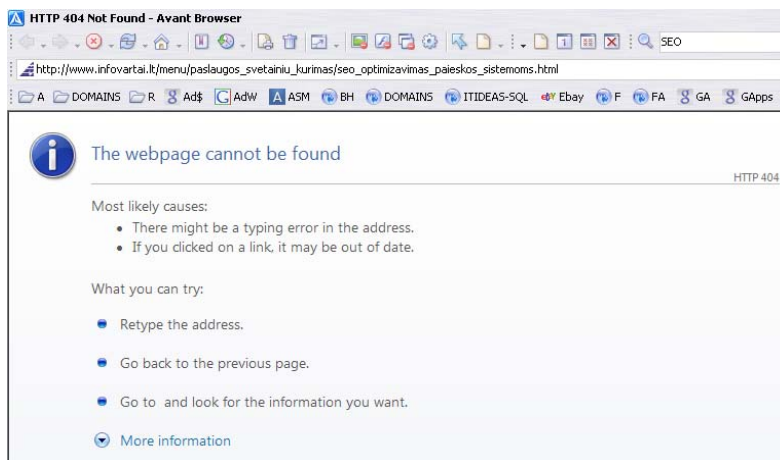 HTTP 404 Not Found - Avant Browser
SEO
http://www.infovartai.lt/menu/paslaugos_svetainiu_kurimas/seo_optimizavimas_paieskos_sistemoms.html
A DOMAINS R Ad$ AdW ASM BH DOMAINS ITIDEAS-SQL Ebay F FA GA GApps
The webpage cannot be found
HTTP 404
Most likely causes:
• There might be a typing error in the address.
• If you clicked on a link, it may be out of date.
What you can try:
Retype the address.
Go back to the previous page.
Go to and look for the information you want.
More information